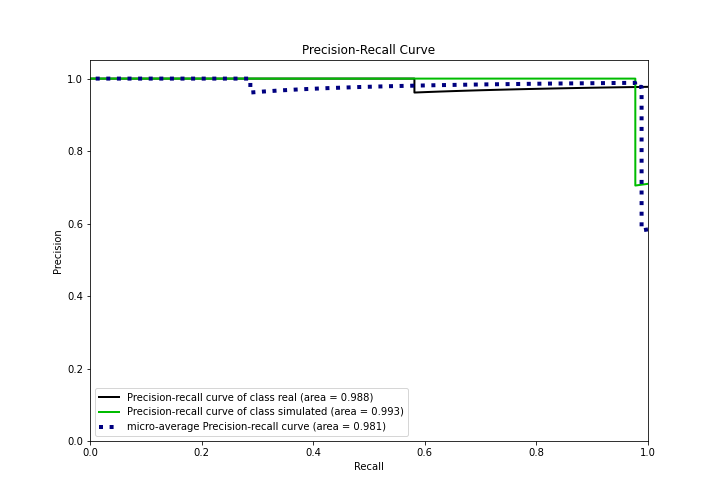 Precision-Recall Curve
1.0
0.8
0.6
0.4
0.2
0.0
Precision
Precision-recall curve of class real (area = 0.988)
Precision-recall curve of class simulated (area = 0.993)
micro-average Precision-recall curve (area = 0.981)
0.0 0.2 0.4 0.6 0.8 1.0
Recall